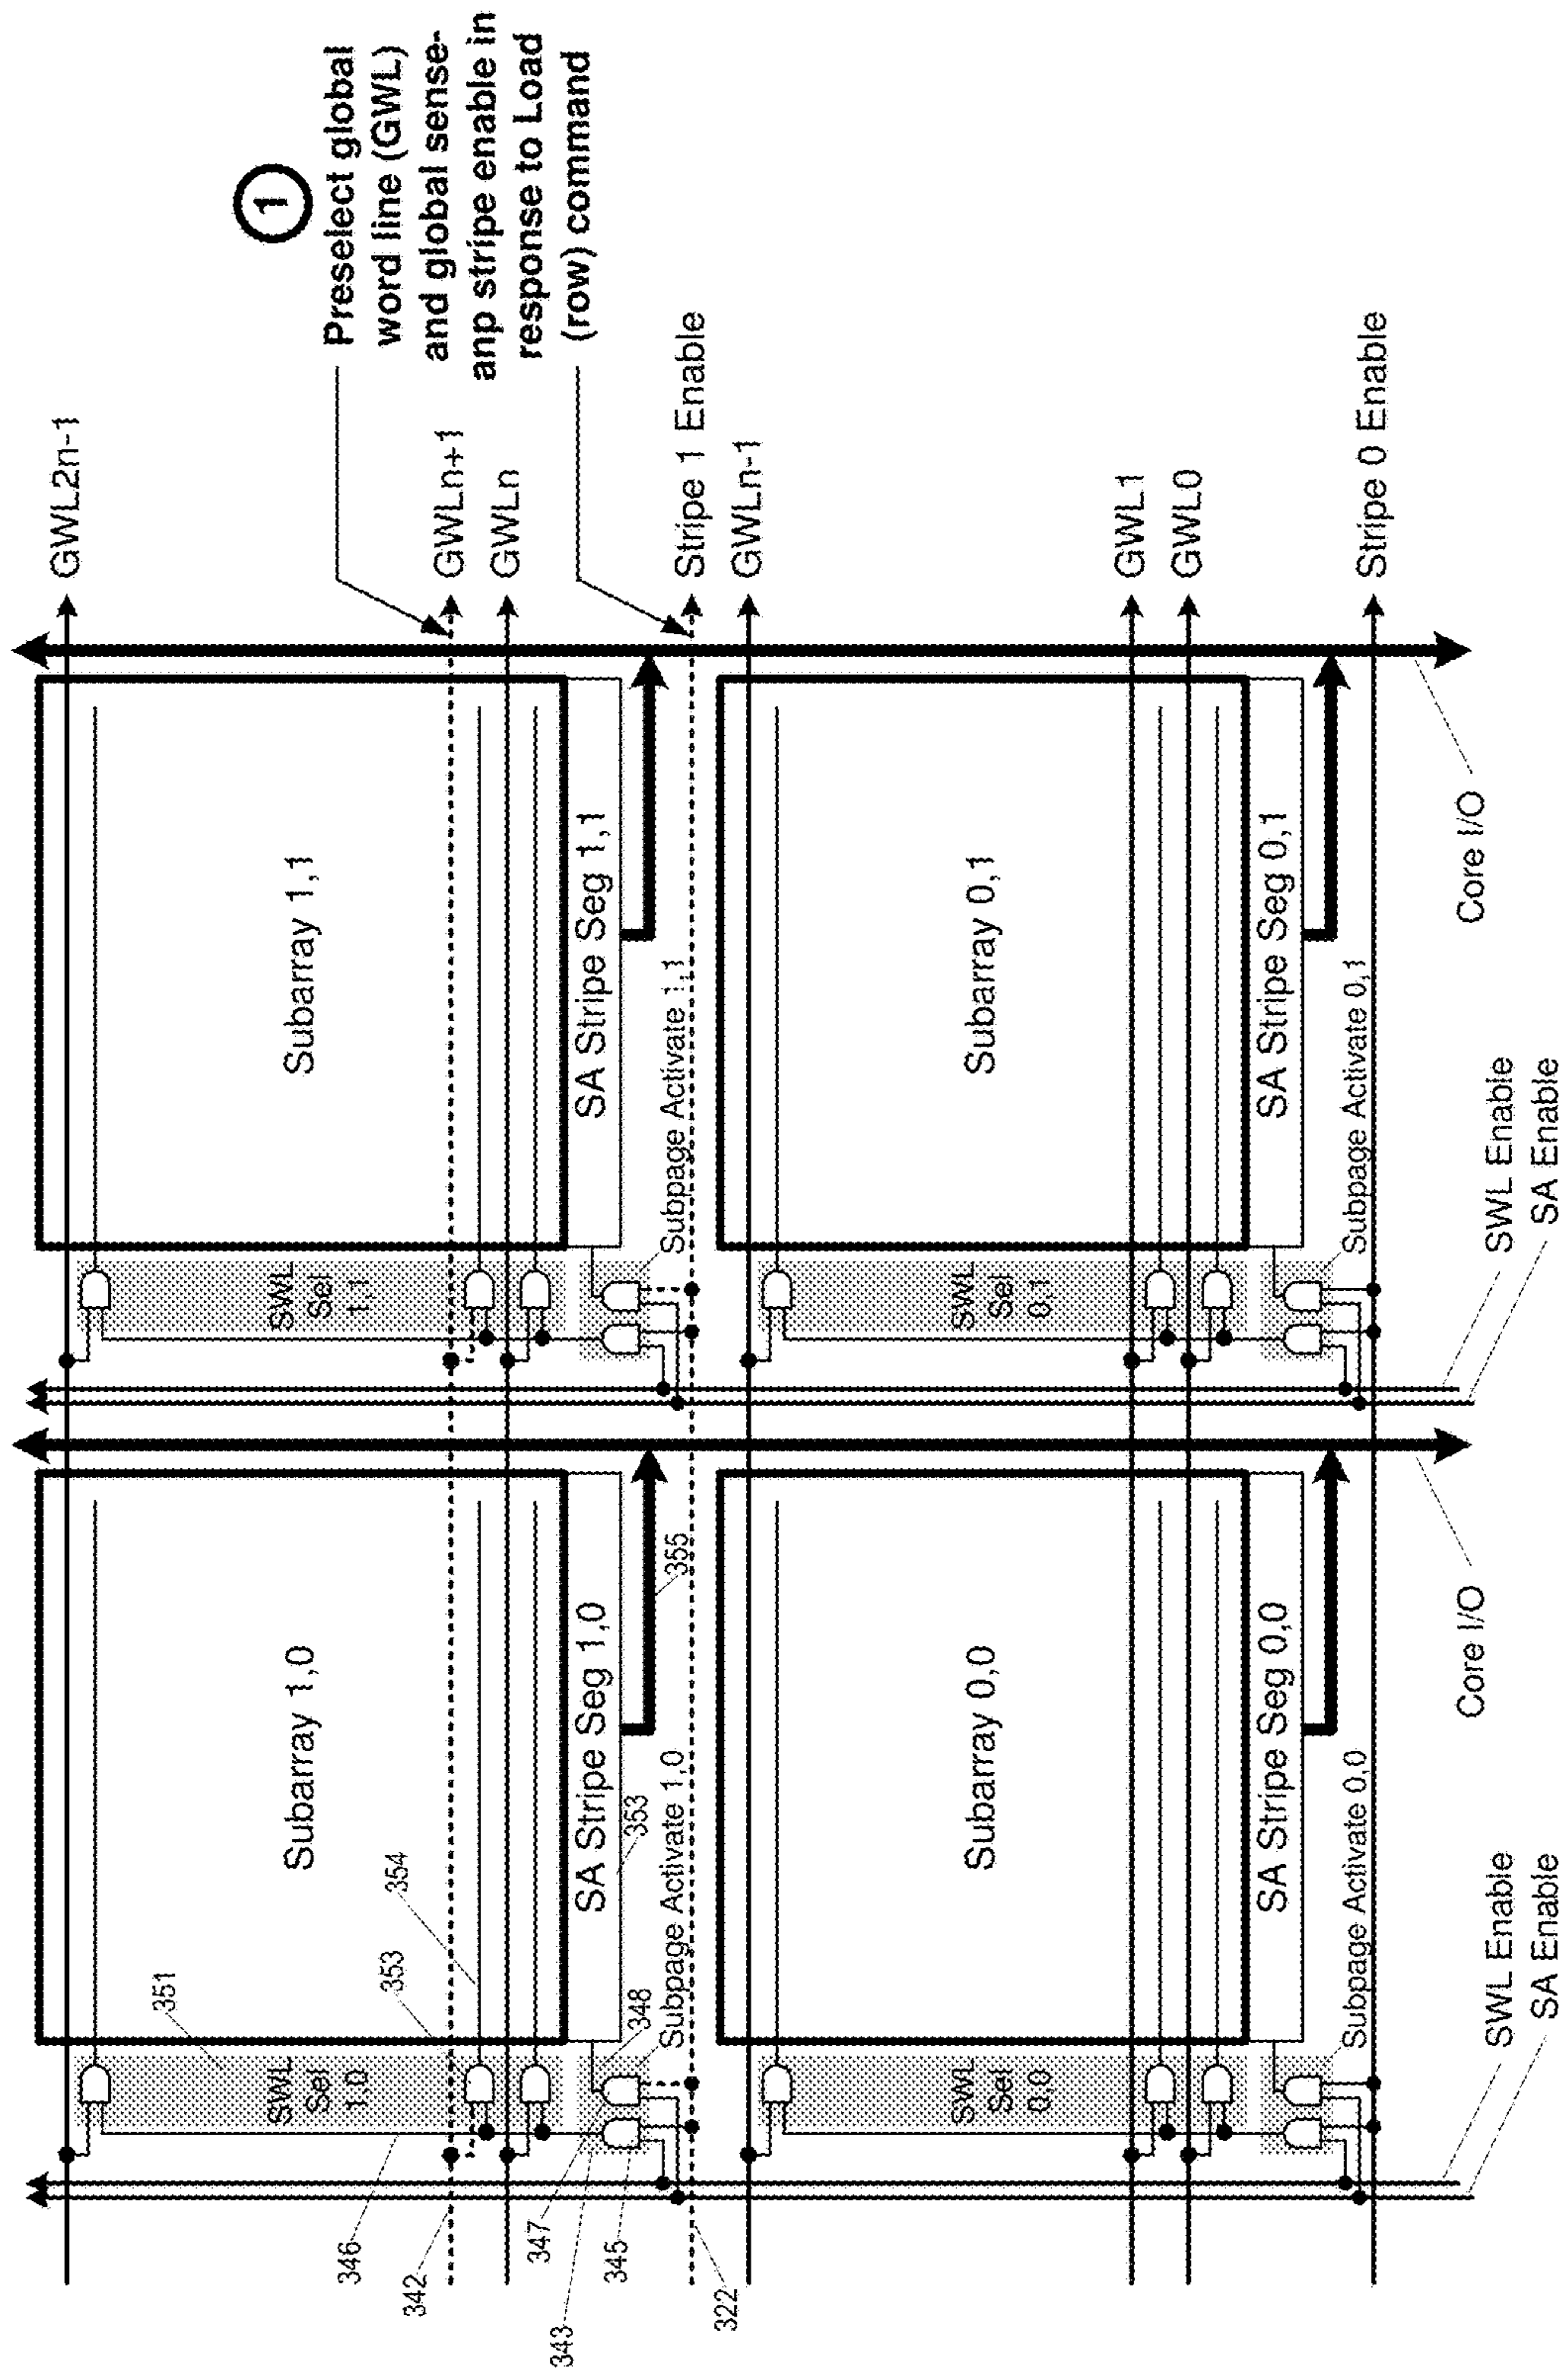 1
Preselect global
word line (GWL)
and global sense-
anp stripe enable in
response to Load
(row) command
GWL2n-1
GWLn+1
GWLn
Stripe 1 Enable
GWLn-1
GWL1
GWL0
Stripe 0 Enable
351
SWL
Sel
1,0
Subarray 1,0
353
354
SA Stripe Seg 1,0
353
348
Subpage Activate 1,0
355
346
342
347
343
345
322
SWL
Sel
1,1
Subarray 1,1
SA Stripe Seg 1,1
Subpage Activate 1,1
SWL
Sel
0,0
Subarray 0,0
SA Stripe Seg 0,0
Subpage Activate 0,0
SWL
Sel
0,1
Subarray 0,1
SA Stripe Seg 0,1
Subpage Activate 0,1
SWL Enable
SA Enable
Core I/O
SWL Enable
SA Enable
Core I/O